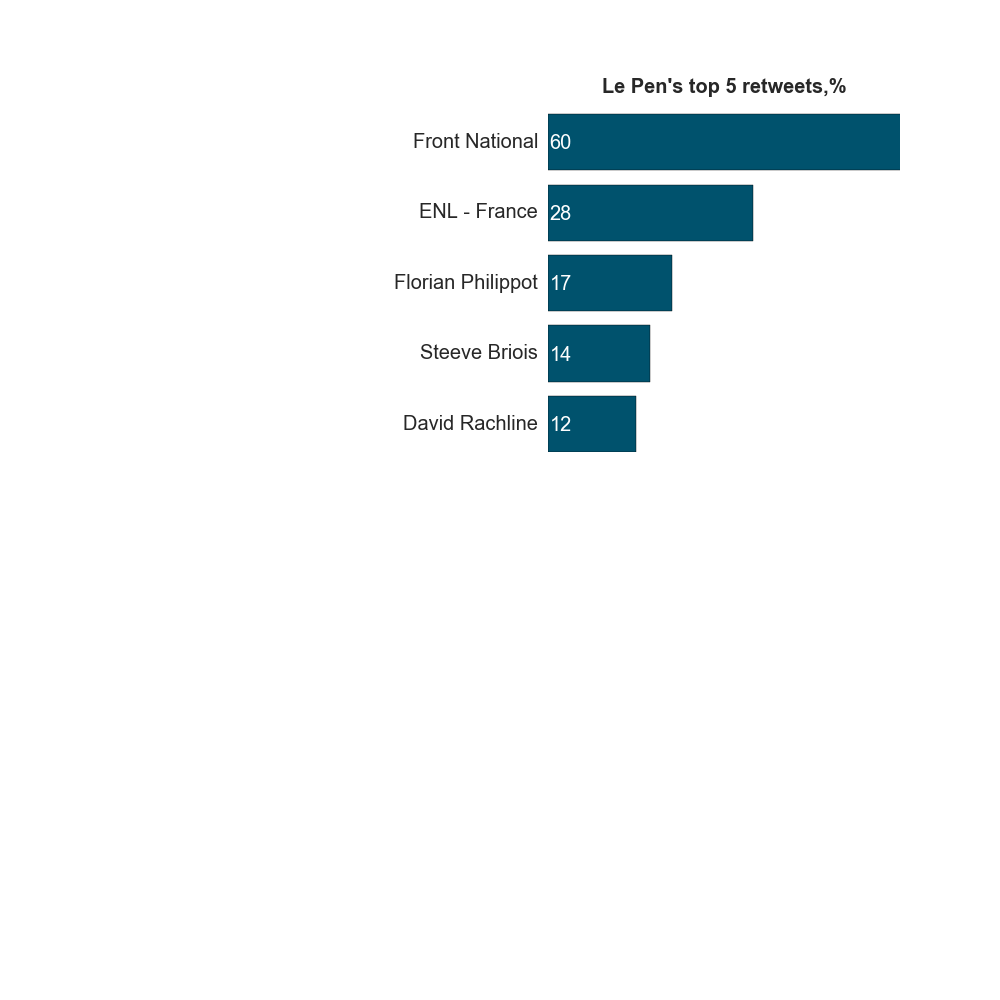 Le Pen's top 5 retweets,%
Front National 60
ENL - France 28
Florian Philippot 17
Steeve Briois 14
David Rachline 12